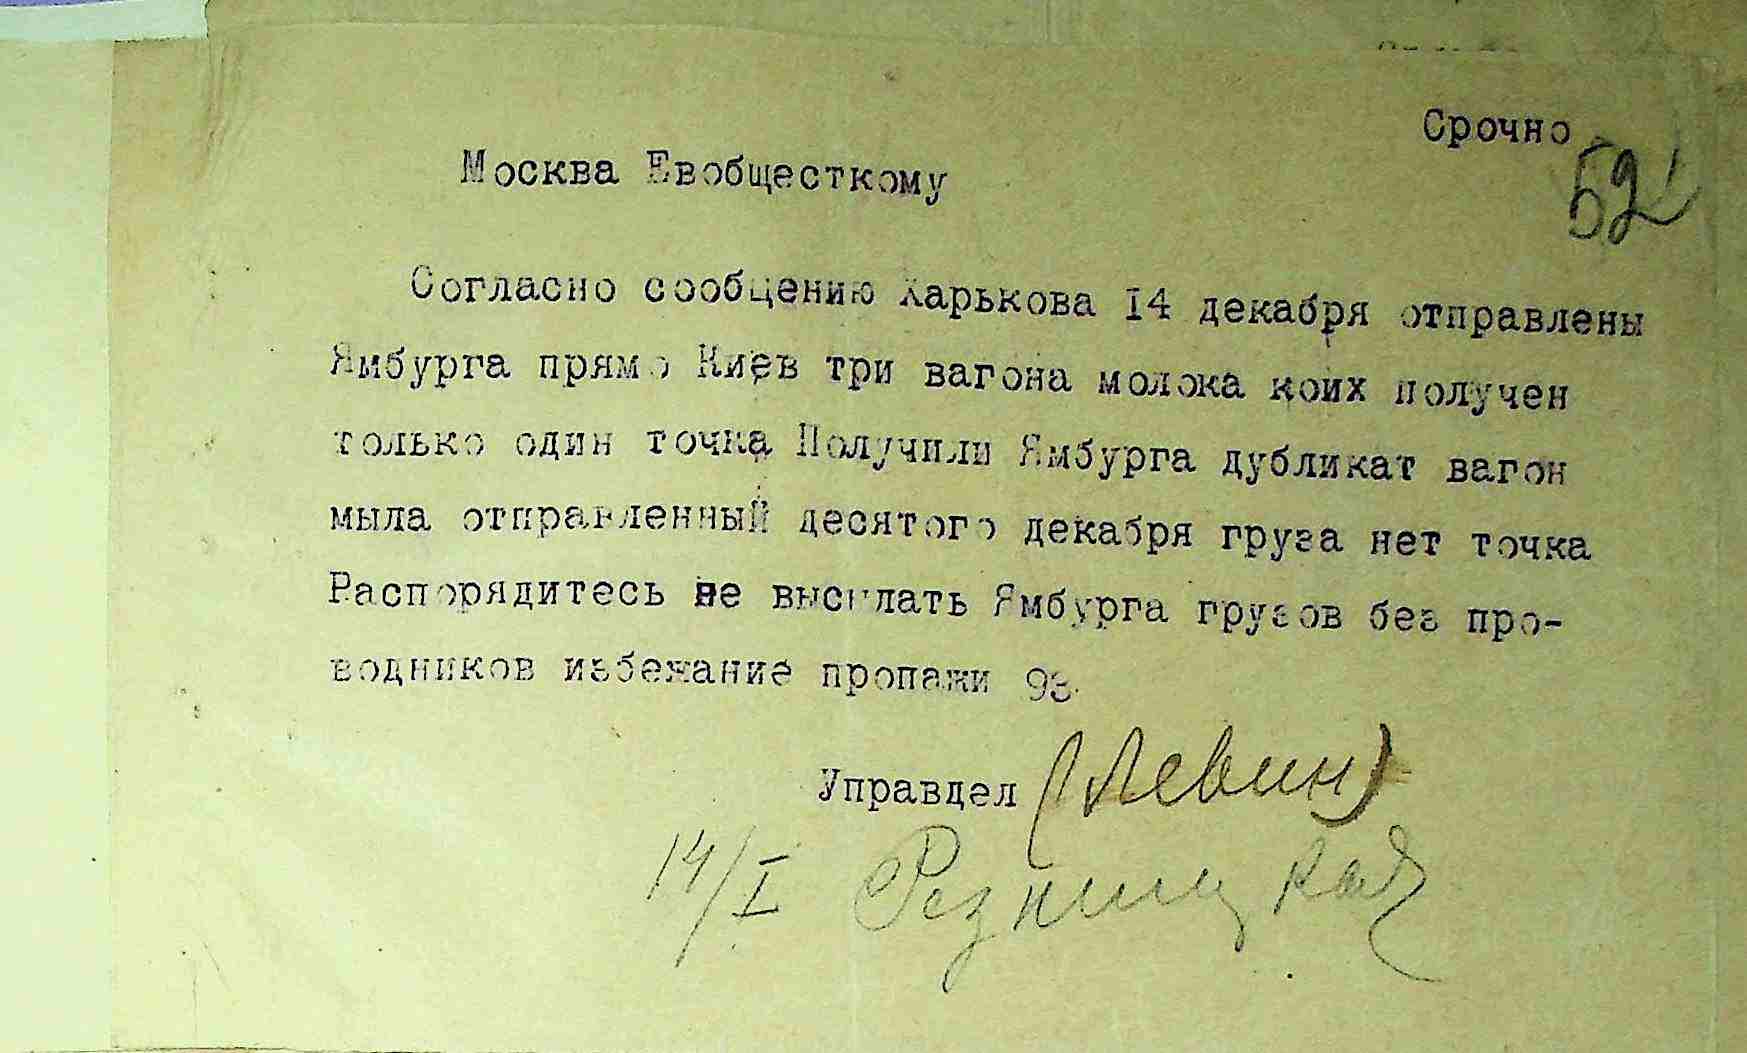 Срочно
52
Москва Евобщесткому
Согласно сообщению Харькова 14 декабря отправлены
Ямбурга прямо Киев три вагона молока коих получен
только один точка Получили Ямбурга дубликат вагон
мыла отправленный десятого декабря груза нет точка
Распорядитесь не высылать Ямбурга грузов без про-
водников избежание пропажи 93
Управдел (Левин)
14/I Резницкая